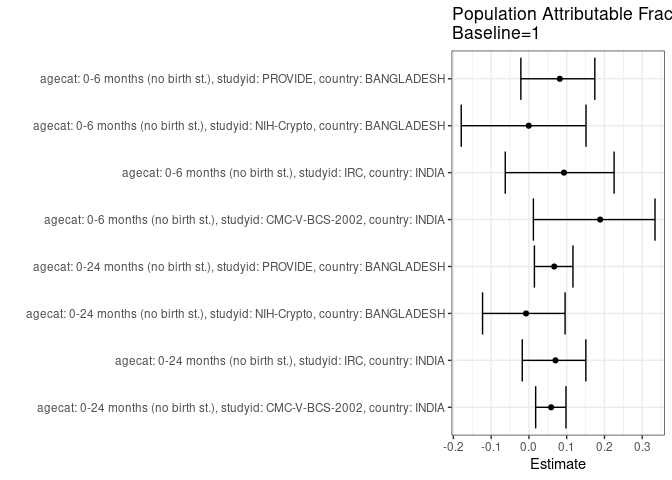 Population Attributable Frac
Baseline=1
agecat: 0-6 months (no birth st.), studyid: PROVIDE, country: BANGLADESH
agecat: 0-6 months (no birth st.), studyid: NIH-Crypto, country: BANGLADESH
agecat: 0-6 months (no birth st.), studyid: IRC, country: INDIA
agecat: 0-6 months (no birth st.), studyid: CMC-V-BCS-2002, country: INDIA
agecat: 0-24 months (no birth st.), studyid: PROVIDE, country: BANGLADESH
agecat: 0-24 months (no birth st.), studyid: NIH-Crypto, country: BANGLADESH
agecat: 0-24 months (no birth st.), studyid: IRC, country: INDIA
agecat: 0-24 months (no birth st.), studyid: CMC-V-BCS-2002, country: INDIA
-0.2 -0.1 0.0 0.1 0.2 0.3
Estimate